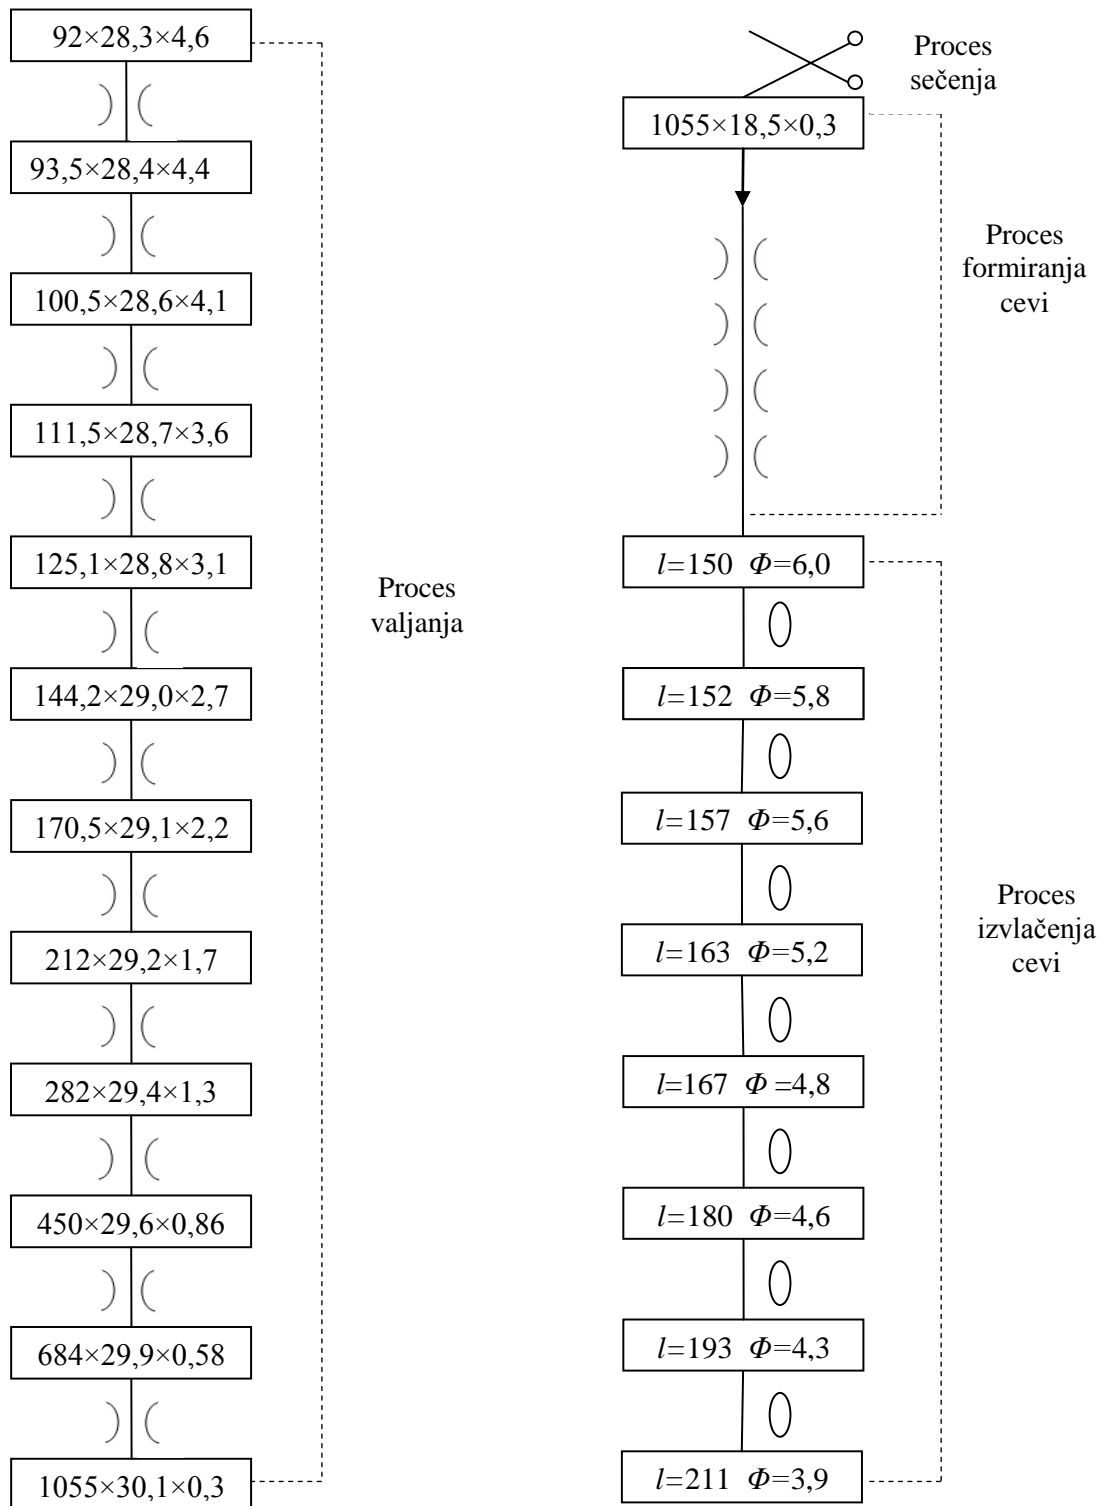 92×28,3×4,6
93,5×28,4×4,4
100,5×28,6×4,1
111,5×28,7×3,6
125,1×28,8×3,1
144,2×29,0×2,7
170,5×29,1×2,2
212×29,2×1,7
282×29,4×1,3
450×29,6×0,86
684×29,9×0,58
1055×30,1×0,3
Proces
valjanja
Proces
sečenja
1055×18,5×0,3
Proces
formiranja
cevi
l=150 Φ=6,0
l=152 Φ=5,8
l=157 Φ=5,6
l=163 Φ=5,2
l=167 Φ =4,8
l=180 Φ=4,6
l=193 Φ=4,3
l=211 Φ=3,9
Proces
izvlačenja
cevi